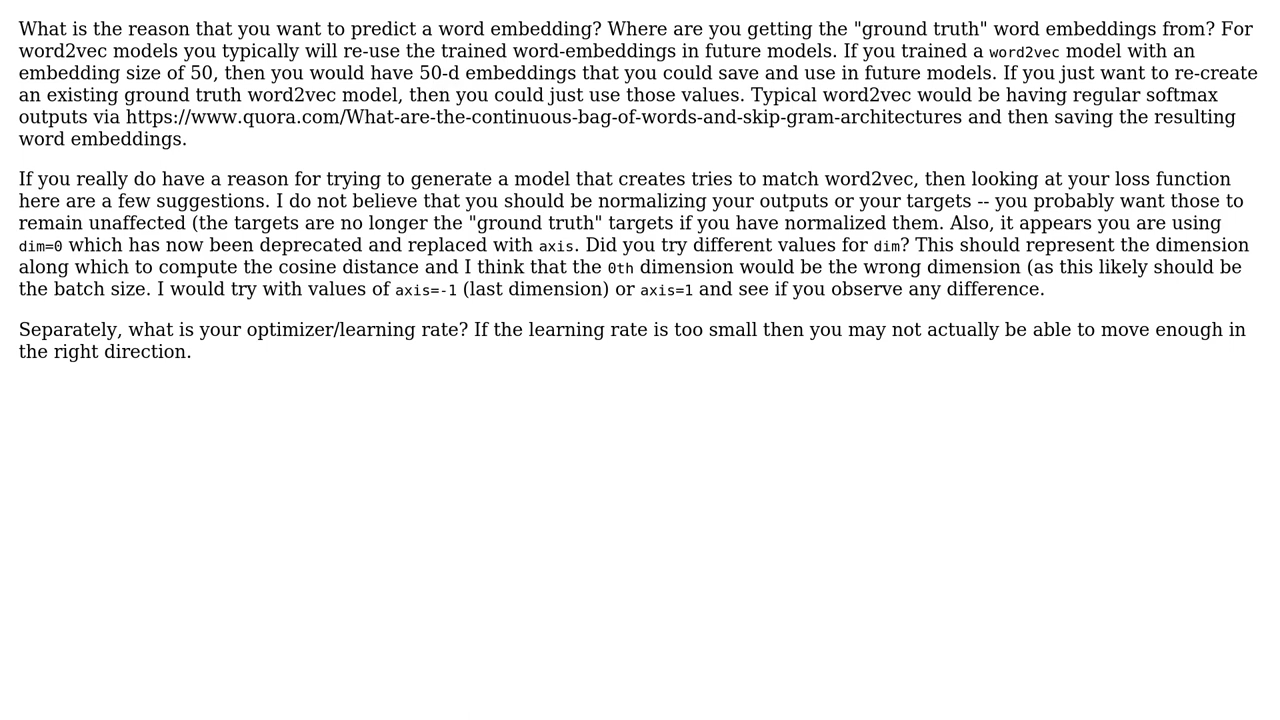 What is the reason that you want to predict a word embedding? Where are you getting the "ground truth" word embeddings from? For
word2vec models you typically will re-use the trained word-embeddings in future models. If you trained a word2vec model with an
embedding size of 50, then you would have 50-d embeddings that you could save and use in future models. If you just want to re-create
an existing ground truth word2vec model, then you could just use those values. Typical word2vec would be having regular softmax
outputs via https://www.quora.com/What-are-the-continuous-bag-of-words-and-skip-gram-architectures and then saving the resulting
word embeddings.
If you really do have a reason for trying to generate a model that creates tries to match word2vec, then looking at your loss function
here are a few suggestions. I do not believe that you should be normalizing your outputs or your targets -- you probably want those to
remain unaffected (the targets are no longer the "ground truth" targets if you have normalized them. Also, it appears you are using
dim=0 which has now been deprecated and replaced with axis. Did you try different values for dim? This should represent the dimension
along which to compute the cosine distance and I think that the 0th dimension would be the wrong dimension (as this likely should be
the batch size. I would try with values of axis=-1 (last dimension) or axis=1 and see if you observe any difference.
Separately, what is your optimizer/learning rate? If the learning rate is too small then you may not actually be able to move enough in
the right direction.